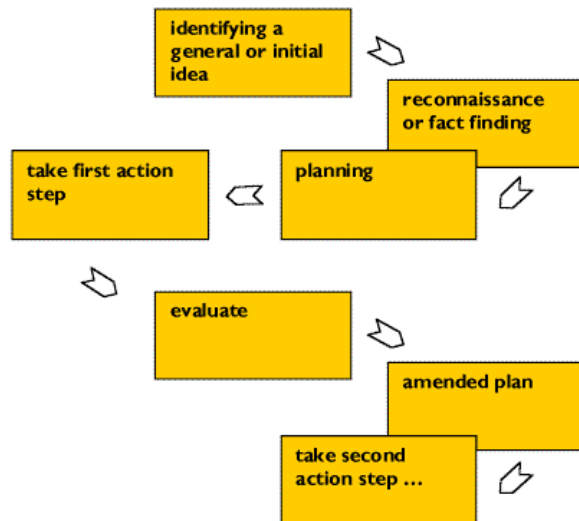 identifying a
general or initial
idea
reconnaissance
or fact finding
planning
take first action
step
evaluate
amended plan
take second
action step ...